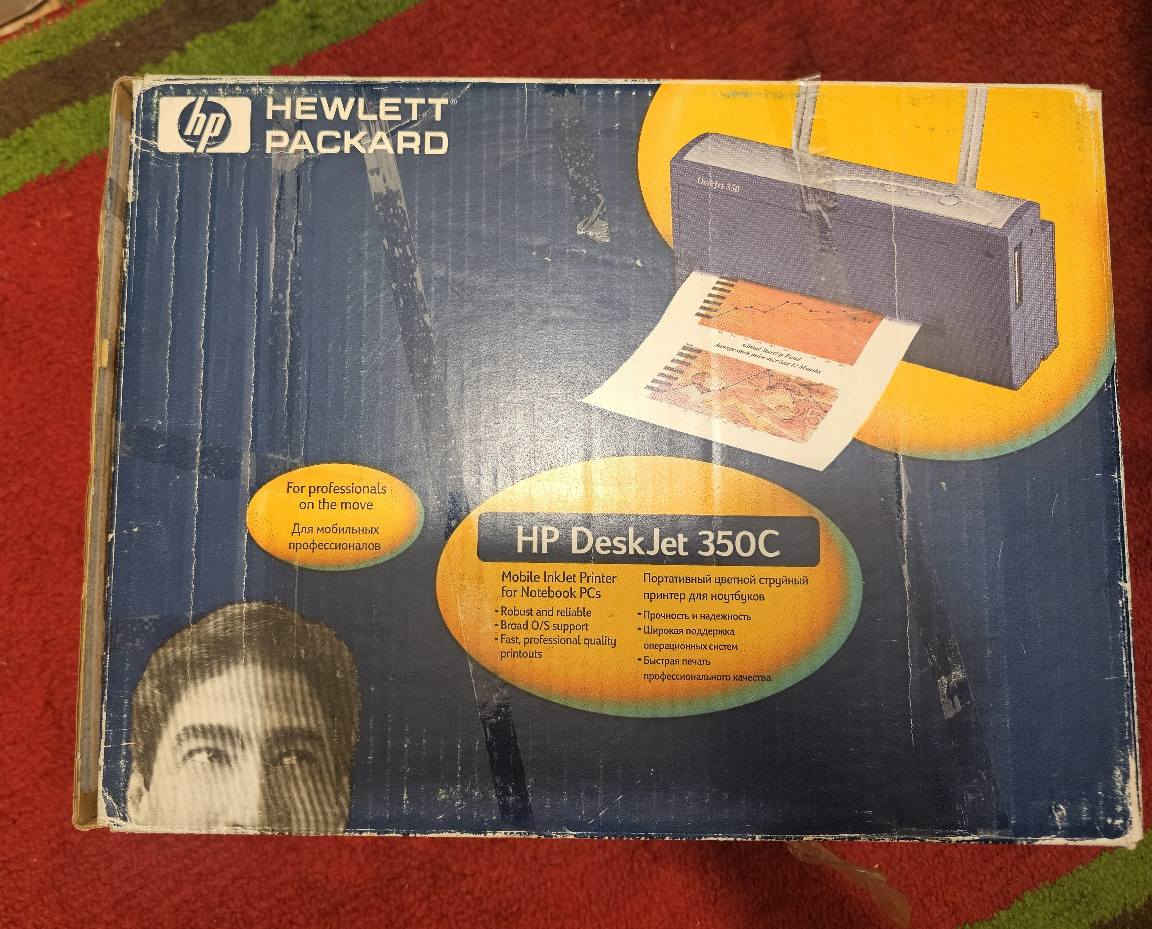 hp
HEWLETT®
PACKARD
DeskJet 350
For professionals
on the move
Для мобильных
профессионалов
HP DeskJet 350C
Mobile InkJet Printer
for Notebook PCs
- Robust and reliable
- Broad O/S support
- Fast, professional quality
printouts
Портативный цветной струйный
принтер для ноутбуков
- Прочность и надежность
- Широкая поддержка
операционных систем
- Быстрая печать
профессионального качества